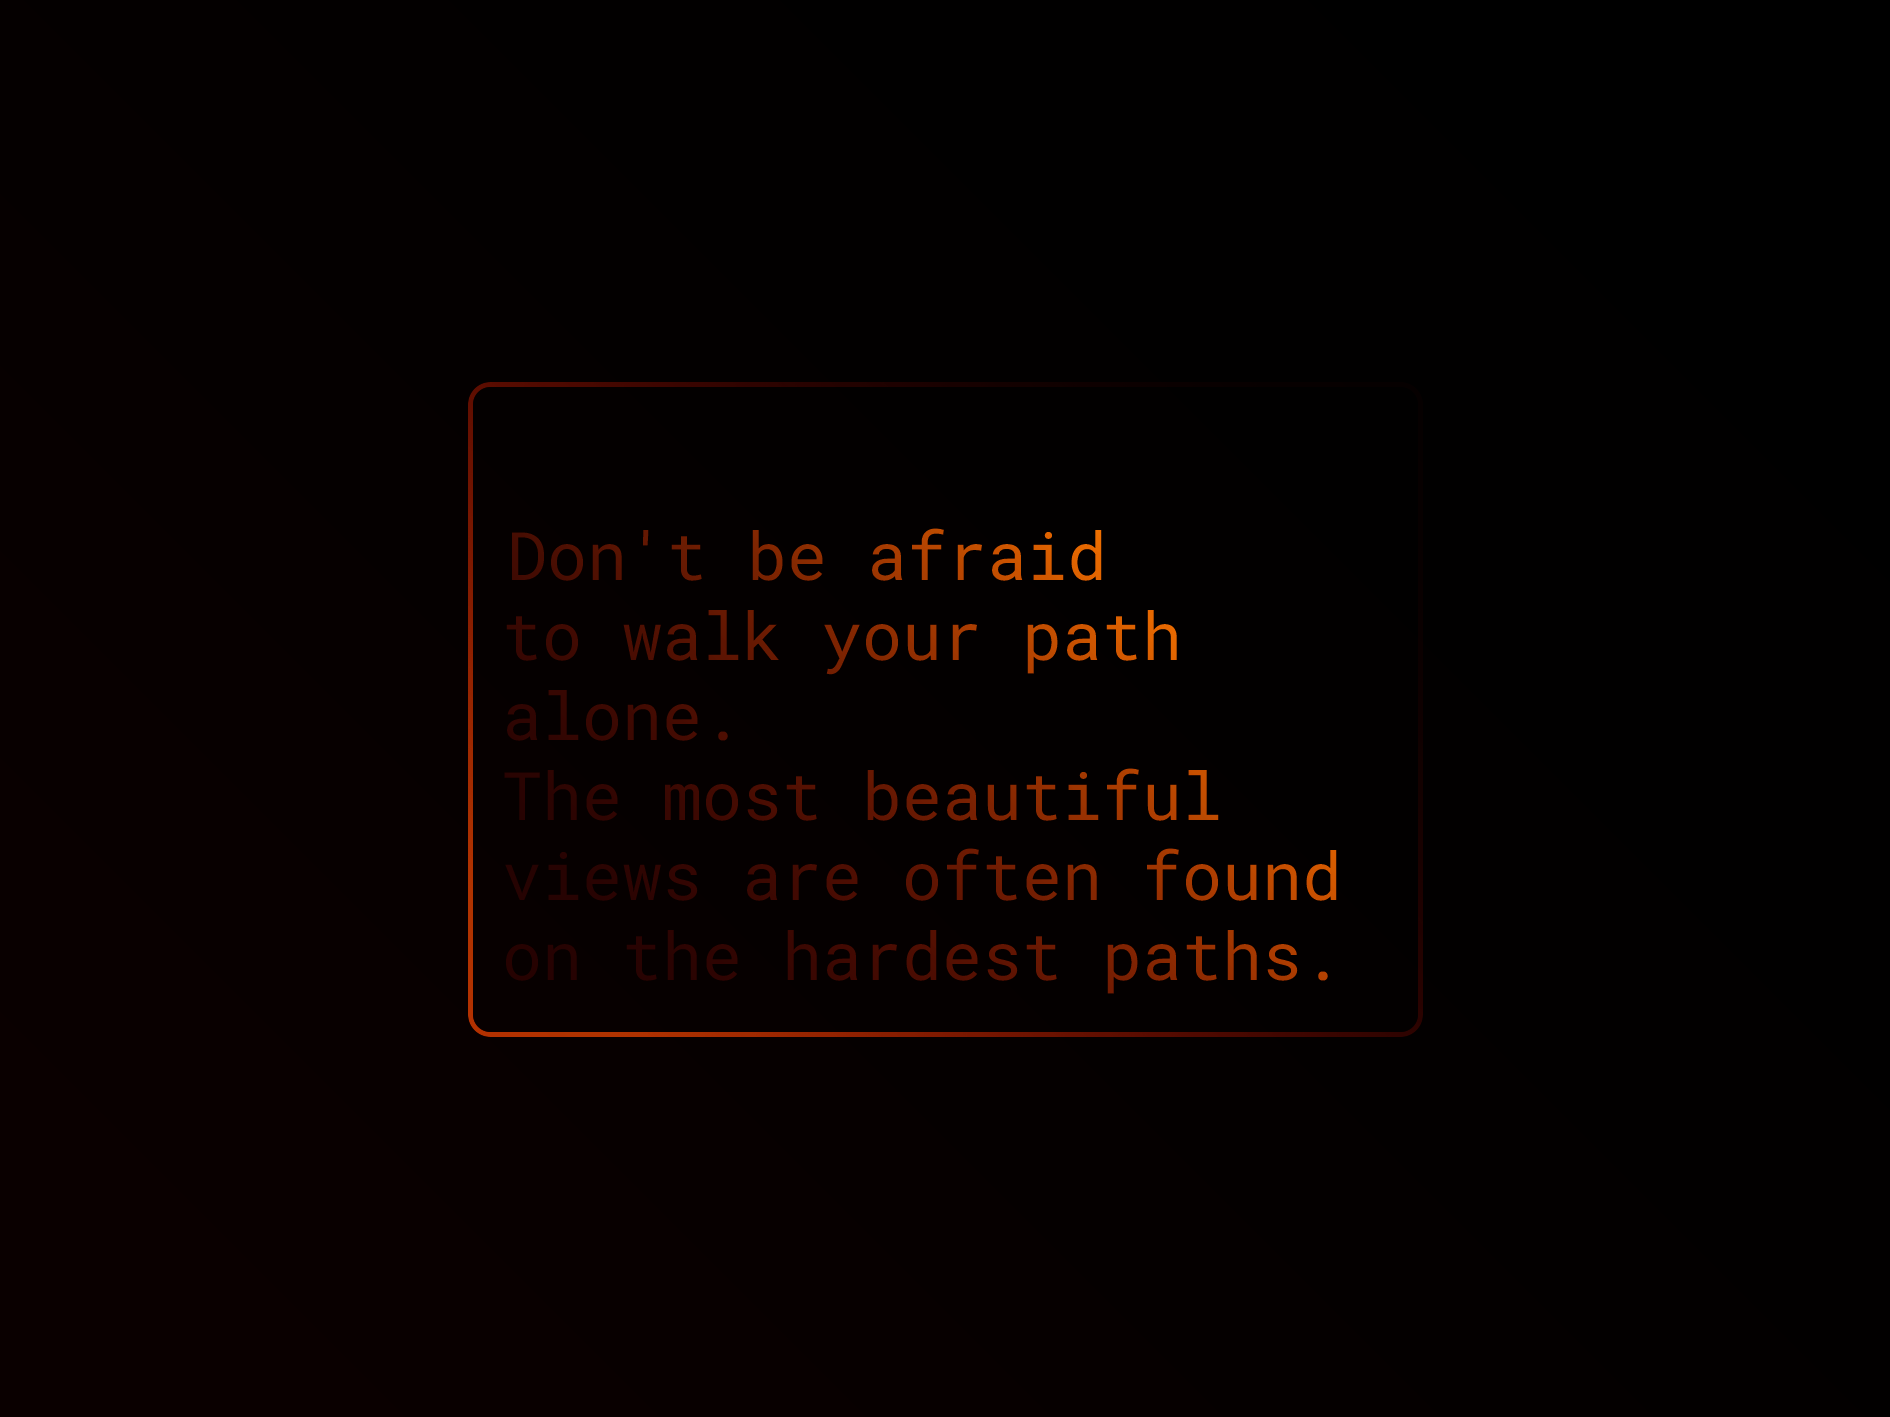 Don't be afraid
to walk your path
alone.
The most beautiful
views are often found
on the hardest paths.